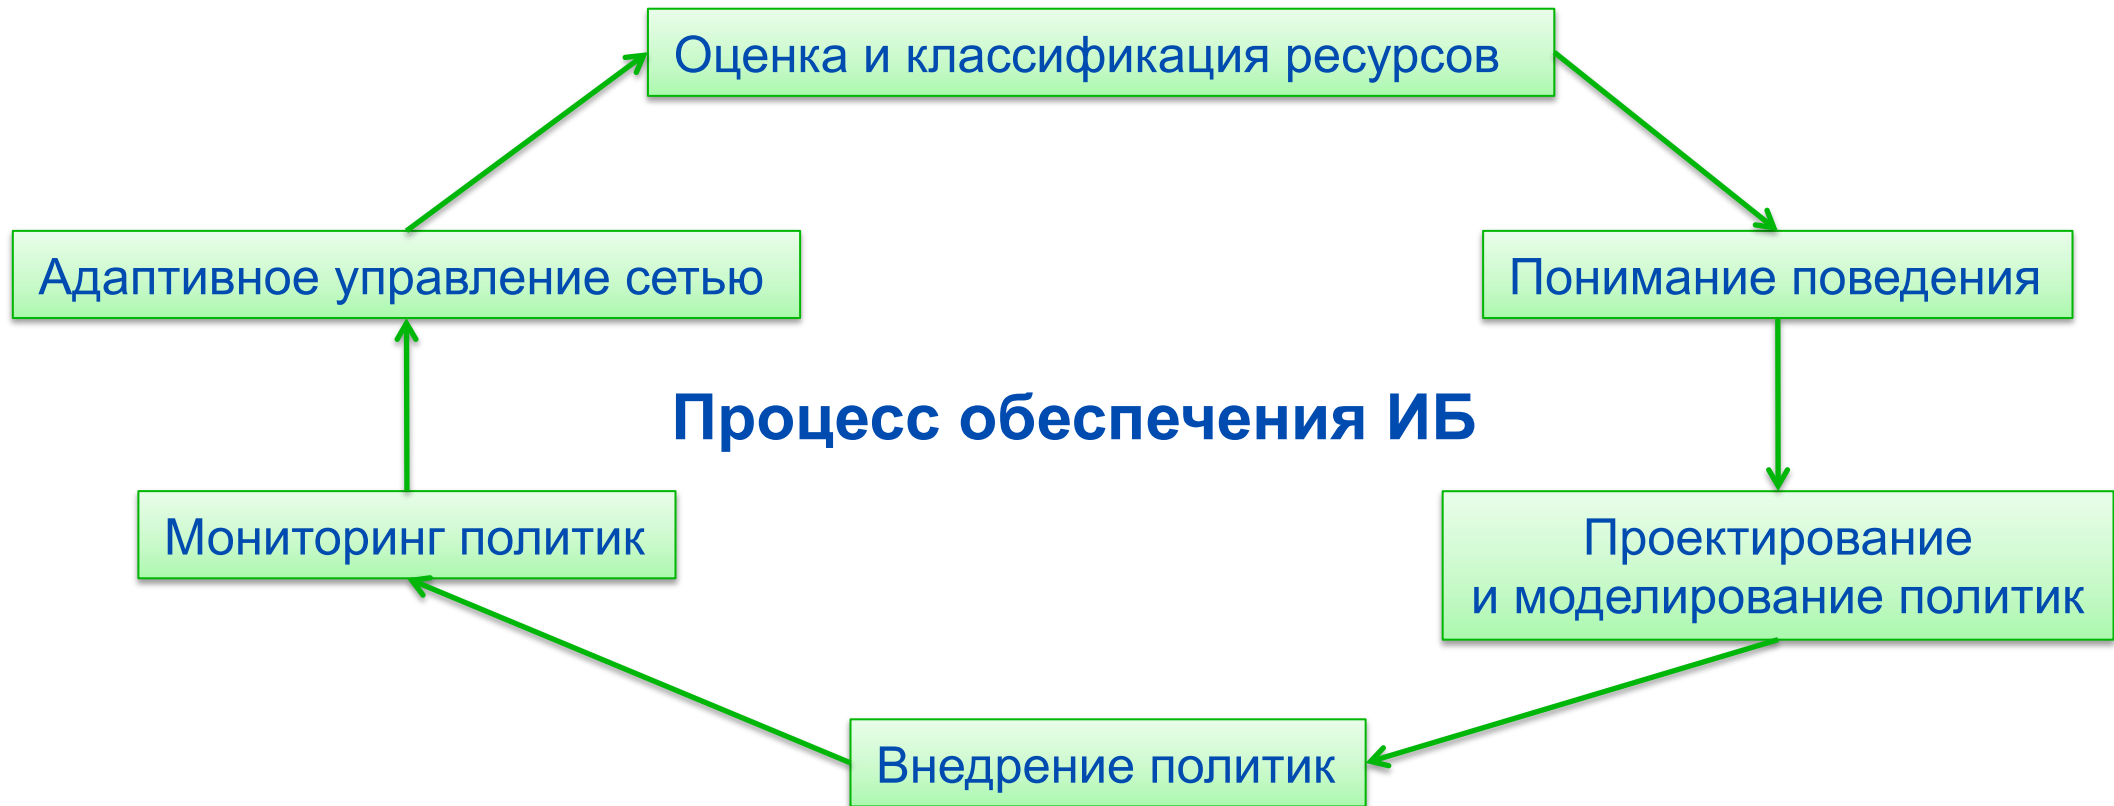 Оценка и классификация ресурсов
Адаптивное управление сетью
Понимание поведения
Процесс обеспечения ИБ
Мониторинг политик
Проектирование
и моделирование политик
Внедрение политик